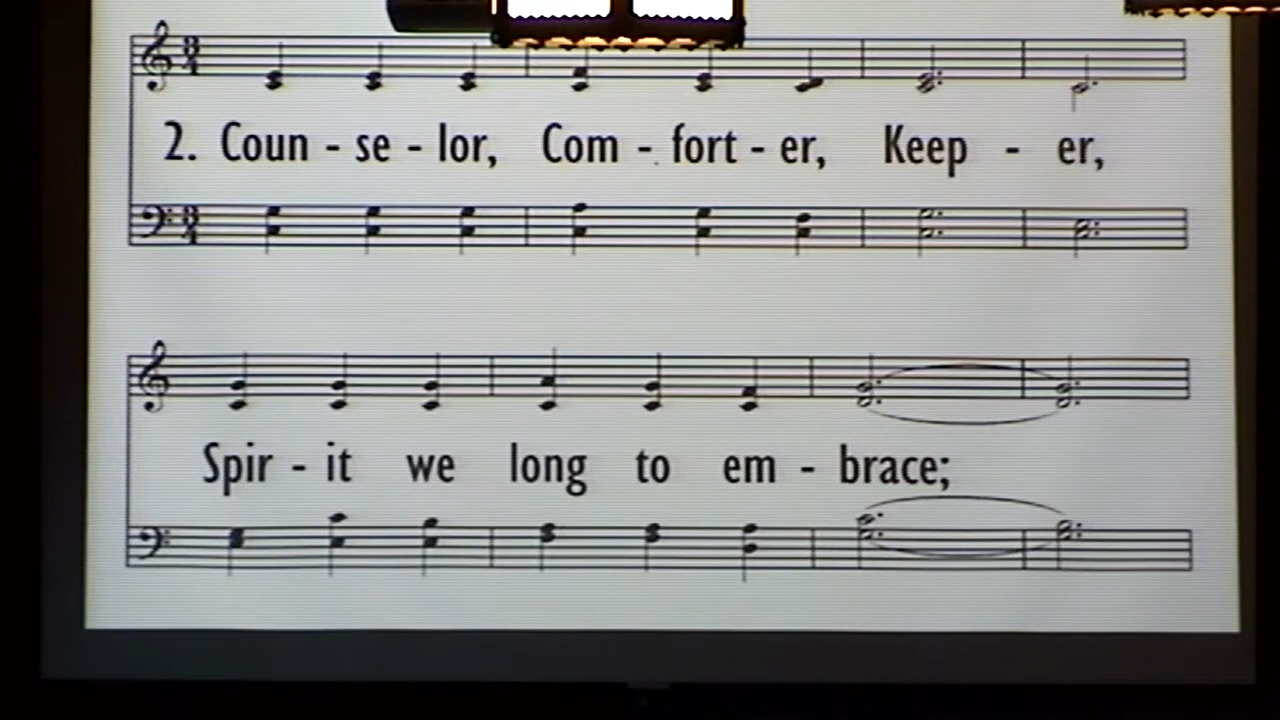 2. Coun - se - lor, Com - fort - er, Keep - er,
Spir - it we long to em - brace;